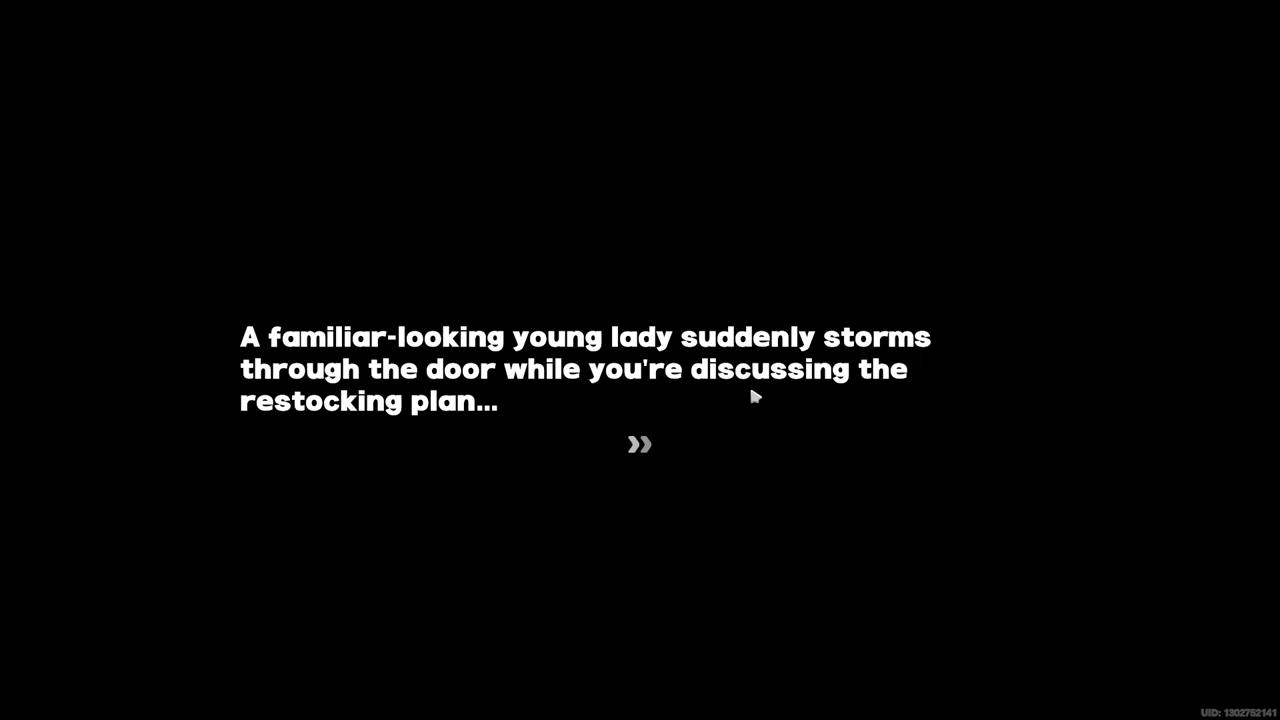 A familiar-looking young lady suddenly storms
through the door while you're discussing the
restocking plan...
UID: 1302752141